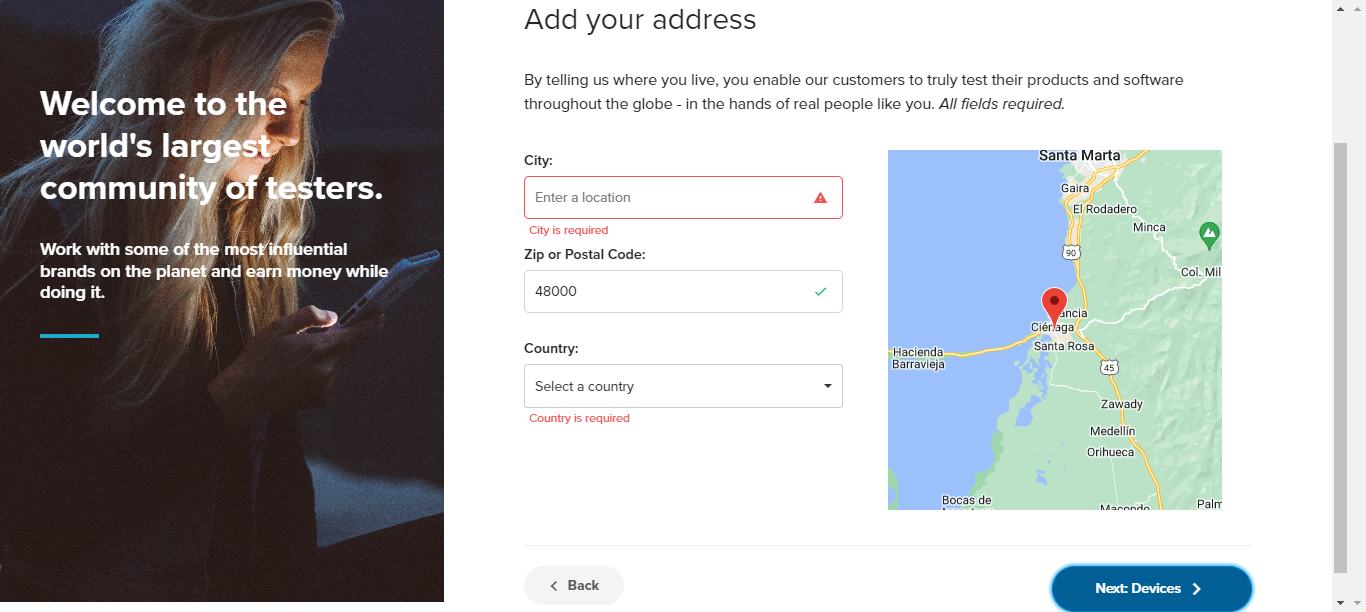 Welcome to the
world's largest
community of testers.
Work with some of the most influential
brands on the planet and earn money while
doing it.
Add your address
By telling us where you live, you enable our customers to truly test their products and software
throughout the globe - in the hands of real people like you. All fields required.
City:
Enter a location
City is required
Zip or Postal Code:
48000
Country:
Select a country
Country is required
Santa Marta
Gaira
El Rodadero
Minca
90
Col. Mil
ancia
Ciénaga
Santa Rosa
Hacienda
Barravieja
45
Zawady
Medellín
Orihueca
Bocas de
Macondo
Palm
Back
Next: Devices